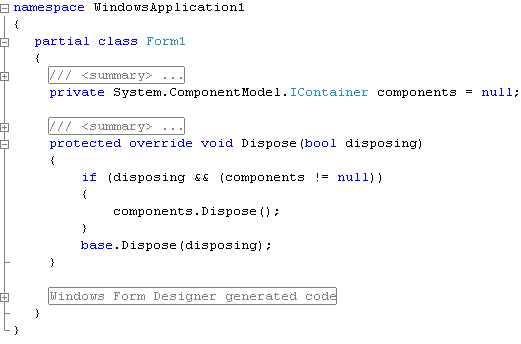 namespace WindowsApplication1
{
partial class Form1
{
/// <summary> ...
private System.ComponentModel.IContainer components = null;
/// <summary> ...
protected override void Dispose(bool disposing)
{
if (disposing && (components != null))
{
components.Dispose();
}
base.Dispose(disposing);
}
Windows Form Designer generated code
}
}